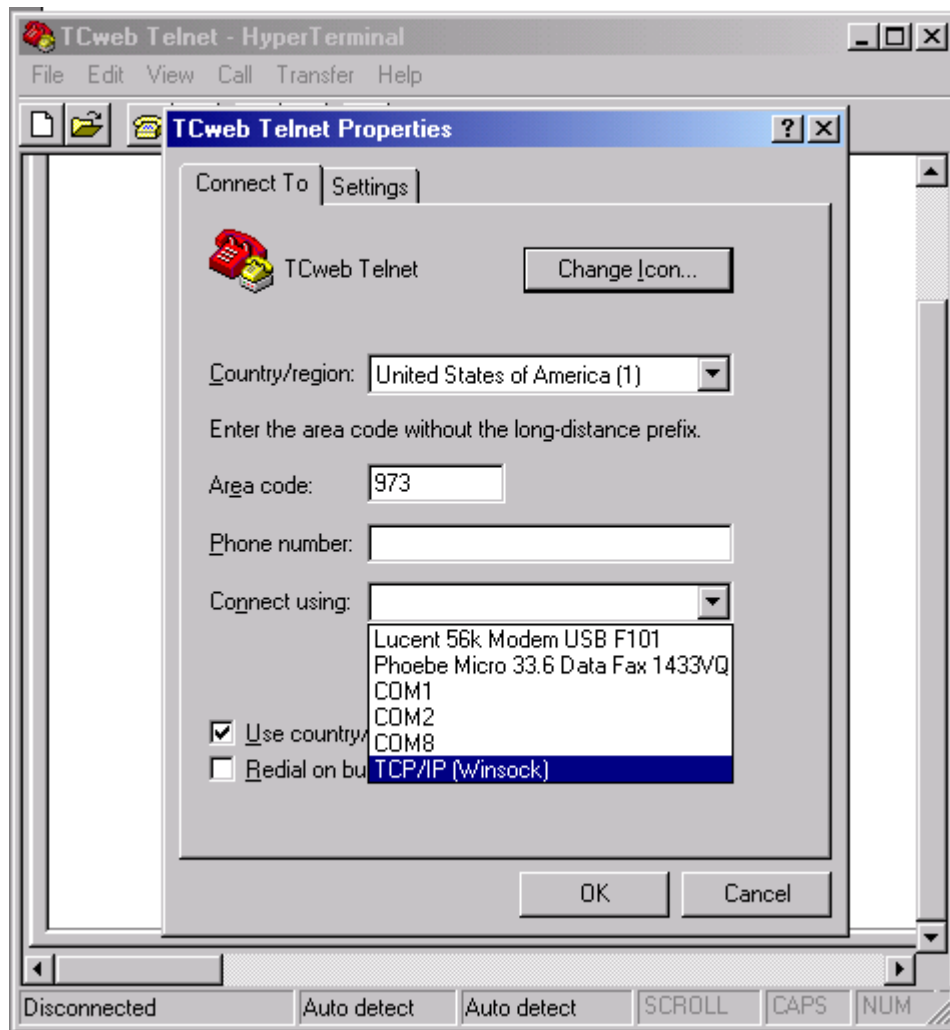 TCweb Telnet - HyperTerminal
File Edit View Call Transfer Help
TCweb Telnet Properties
Connect To Settings
TCweb Telnet
Change Icon...
Country/region: United States of America (1)
Enter the area code without the long-distance prefix.
Area code: 973
Phone number:
Connect using:
Lucent 56k Modem USB F101
Phoebe Micro 33.6 Data Fax 1433VQ
COM1
COM2
Use country/
COM8
Redial on bu
TCP/IP (Winsock)
OK Cancel
Disconnected Auto detect Auto detect SCROLL CAPS NUM